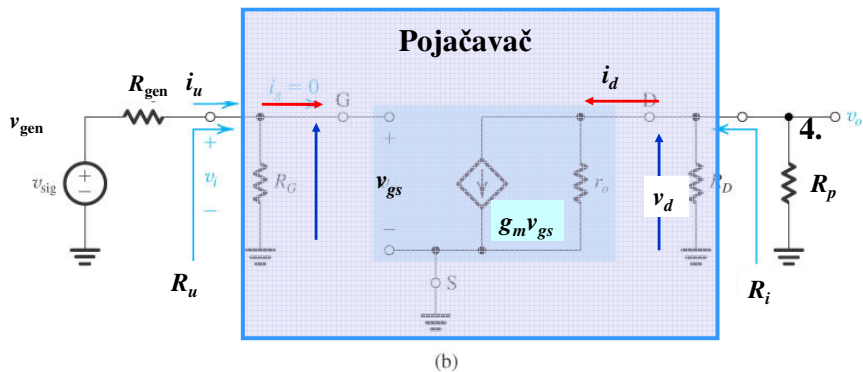 Pojačavač
R_gen
i_u
i_g = 0
G
i_d
D
v_gen
4.
v_o
+
v_i
−
v_sig
+
−
R_G
+
v_gs
−
g_m v_gs
r_o
v_d
R_D
R_p
S
R_u
R_i
(b)